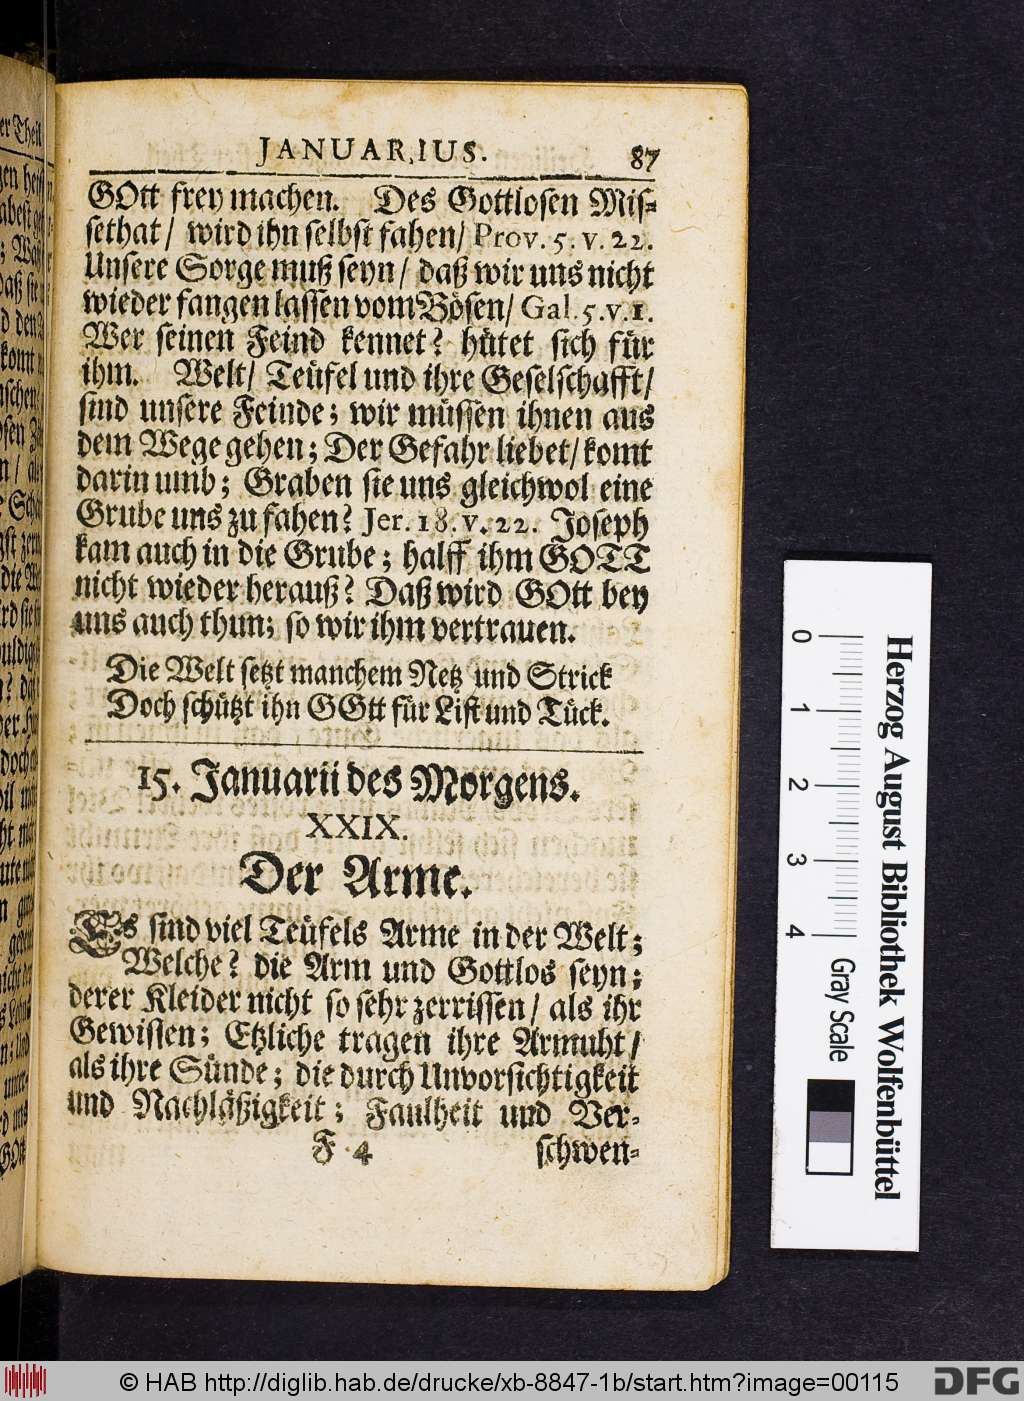 JANUARIUS. 87
GOtt frey machen. Des Gottlosen Mis-
sethat/ wird ihn selbst fahen/ Prov. 5. v. 22.
Unsere Sorge muß seyn/ daß wir uns nicht
wieder fangen lassen vom Bösen/ Gal. 5. v. 1.
Wer seinen Feind kennet? hütet sich für
ihm. Welt/ Teüfel und ihre Geselschafft/
sind unsere Feinde; wir müssen ihnen aus
dem Wege gehen; Der Gefahr liebet/ komt
darin umb; Graben sie uns gleichwol eine
Grube uns zu fahen? Jer. 18. v. 22. Joseph
kam auch in die Grube; halff ihm GOTT
nicht wieder herauß? Daß wird GOtt bey
uns auch thun; so wir ihm vertrauen.
Die Welt setzt manchem Netz und Strick
Doch schützt ihn GGtt für List und Tück.
15. Januarii des Morgens.
XXIX.
Der Arme.
Es sind viel Teüfels Arme in der Welt;
Welche? die Arm und Gottlos seyn;
derer Kleider nicht so sehr zerrissen/ als ihr
Gewissen; Etzliche tragen ihre Armuht/
als ihre Sünde; die durch Unvorsichtigkeit
und Nachläßigkeit; Faulheit und Ver-
F 4 schwen-
0 1 2 3 4 Gray Scale
Herzog August Bibliothek Wolfenbüttel
© HAB http://diglib.hab.de/drucke/xb-8847-1b/start.htm?image=00115
DFG